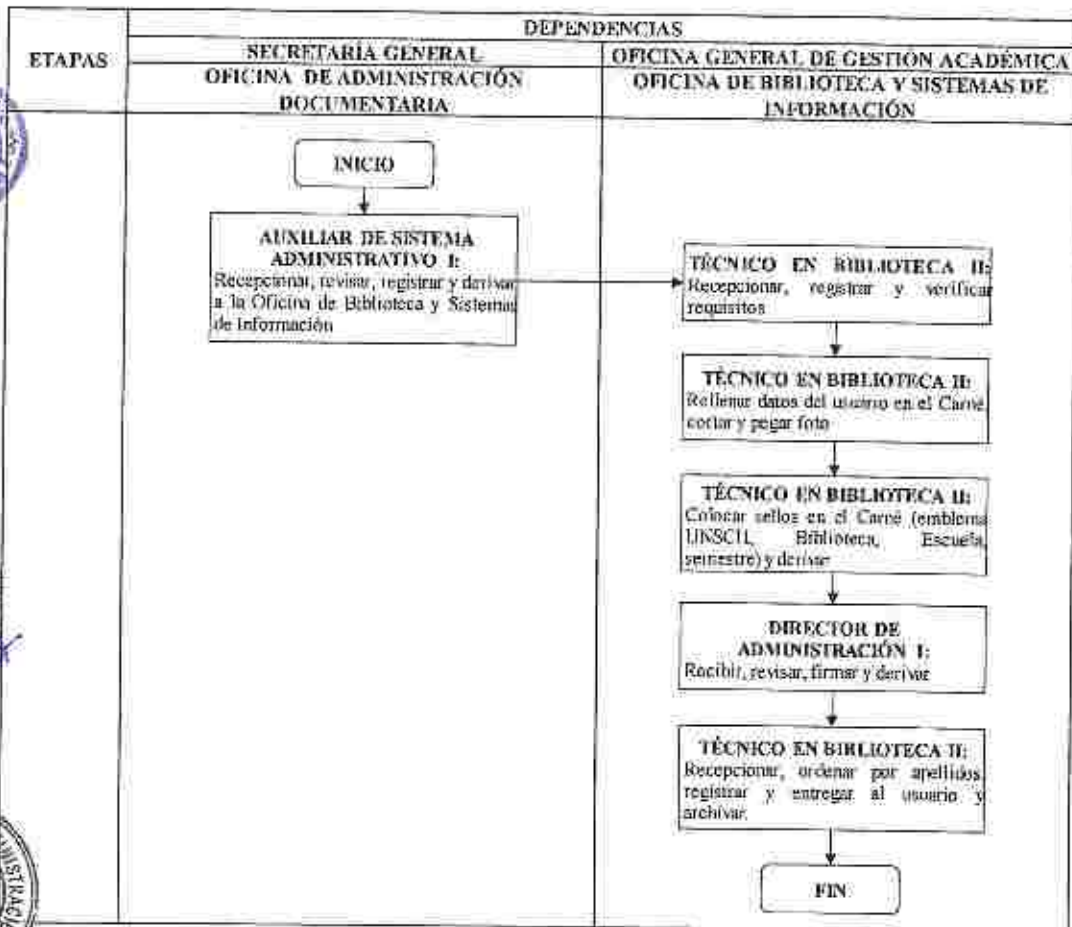 DEPENDENCIAS
ETAPAS
SECRETARÍA GENERAL
OFICINA GENERAL DE GESTIÓN ACADÉMICA
OFICINA DE ADMINISTRACIÓN
DOCUMENTARIA
OFICINA DE BIBLIOTECA Y SISTEMAS DE
INFORMACIÓN
INICIO
AUXILIAR DE SISTEMA
ADMINISTRATIVO I:
Recepcionar, revisar, registrar y derivar
a la Oficina de Biblioteca y Sistemas
de Información
TÉCNICO EN BIBLIOTECA II:
Recepcionar, registrar y verificar
requisitos
TÉCNICO EN BIBLIOTECA II:
Rellenar datos del usuario en el Carné,
cortar y pegar foto
TÉCNICO EN BIBLIOTECA II:
Colocar sellos en el Carné (emblema
UNSCH, Biblioteca, Escuela,
semestre) y derivar
DIRECTOR DE
ADMINISTRACIÓN I:
Recibir, revisar, firmar y derivar
TÉCNICO EN BIBLIOTECA II:
Recepcionar, ordenar por apellidos,
registrar y entregar al usuario y
archivar.
FIN